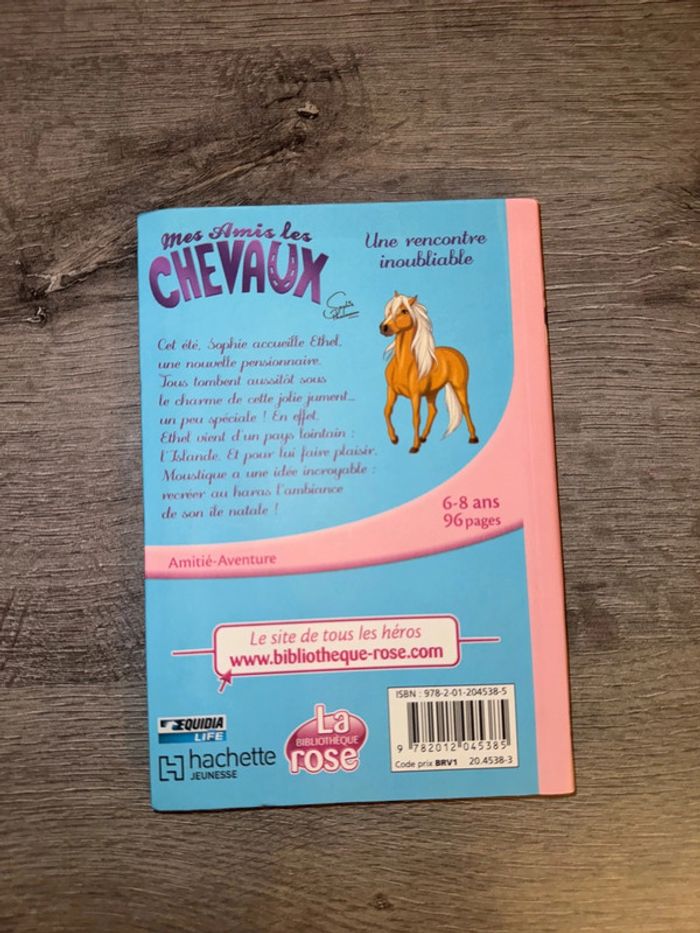 Mes Amis les
CHEVAUX
Une rencontre
inoubliable
Cet été, Sophie accueille Ethel,
une nouvelle pensionnaire.
Tous tombent aussitôt sous
le charme de cette jolie jument...
un peu spéciale ! En effet,
Ethel vient d'un pays lointain :
l'Islande. Et pour lui faire plaisir,
Moustique a une idée incroyable :
recréer au haras l'ambiance
de son île natale !
6-8 ans
96 pages
Amitié-Aventure
Le site de tous les héros
www.bibliotheque-rose.com
EQUIDIA
LIFE
hachette
JEUNESSE
La
BIBLIOTHÈQUE
rose
ISBN : 978-2-01-204538-5
9 782012 045385
Code prix BRV1 20.4538-3